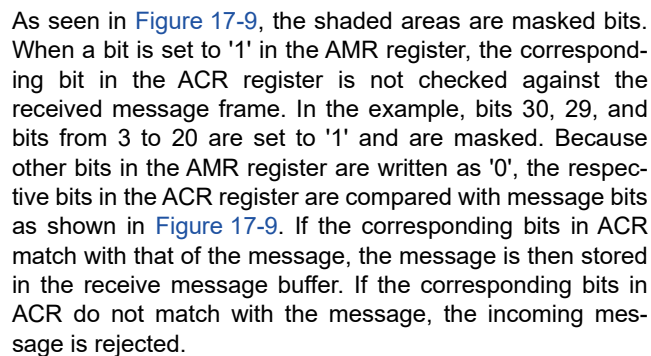 As seen in Figure 17-9, the shaded areas are masked bits.
When a bit is set to '1' in the AMR register, the correspond-
ing bit in the ACR register is not checked against the
received message frame. In the example, bits 30, 29, and
bits from 3 to 20 are set to '1' and are masked. Because
other bits in the AMR register are written as '0', the respec-
tive bits in the ACR register are compared with message bits
as shown in Figure 17-9. If the corresponding bits in ACR
match with that of the message, the message is then stored
in the receive message buffer. If the corresponding bits in
ACR do not match with the message, the incoming mes-
sage is rejected.